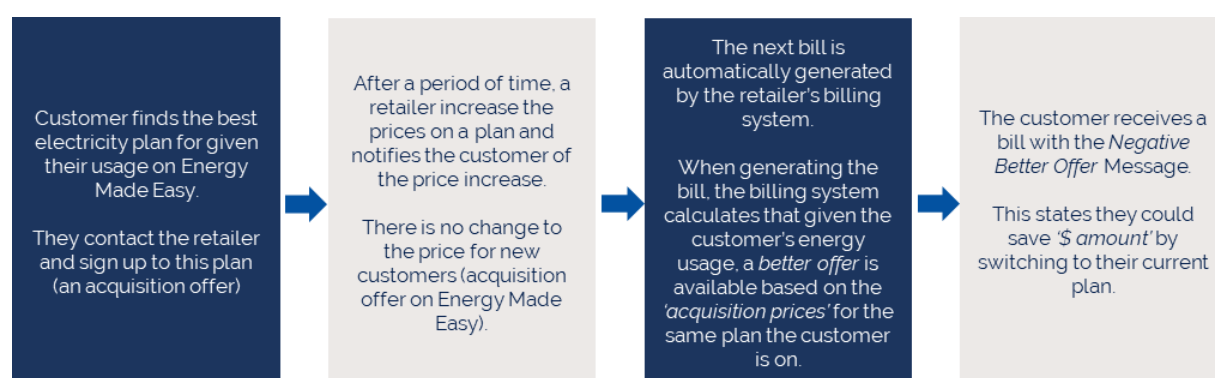 Customer finds the best
electricity plan for given
their usage on Energy
Made Easy.
They contact the retailer
and sign up to this plan
(an acquisition offer)
After a period of time, a
retailer increase the
prices on a plan and
notifies the customer of
the price increase.
There is no change to
the price for new
customers (acquisition
offer on Energy Made
Easy).
The next bill is
automatically generated
by the retailer's billing
system.
When generating the
bill, the billing system
calculates that given the
customer's energy
usage, a better offer is
available based on the
'acquisition prices' for the
same plan the customer
is on.
The customer receives a
bill with the Negative
Better Offer Message.
This states they could
save '$ amount' by
switching to their current
plan.